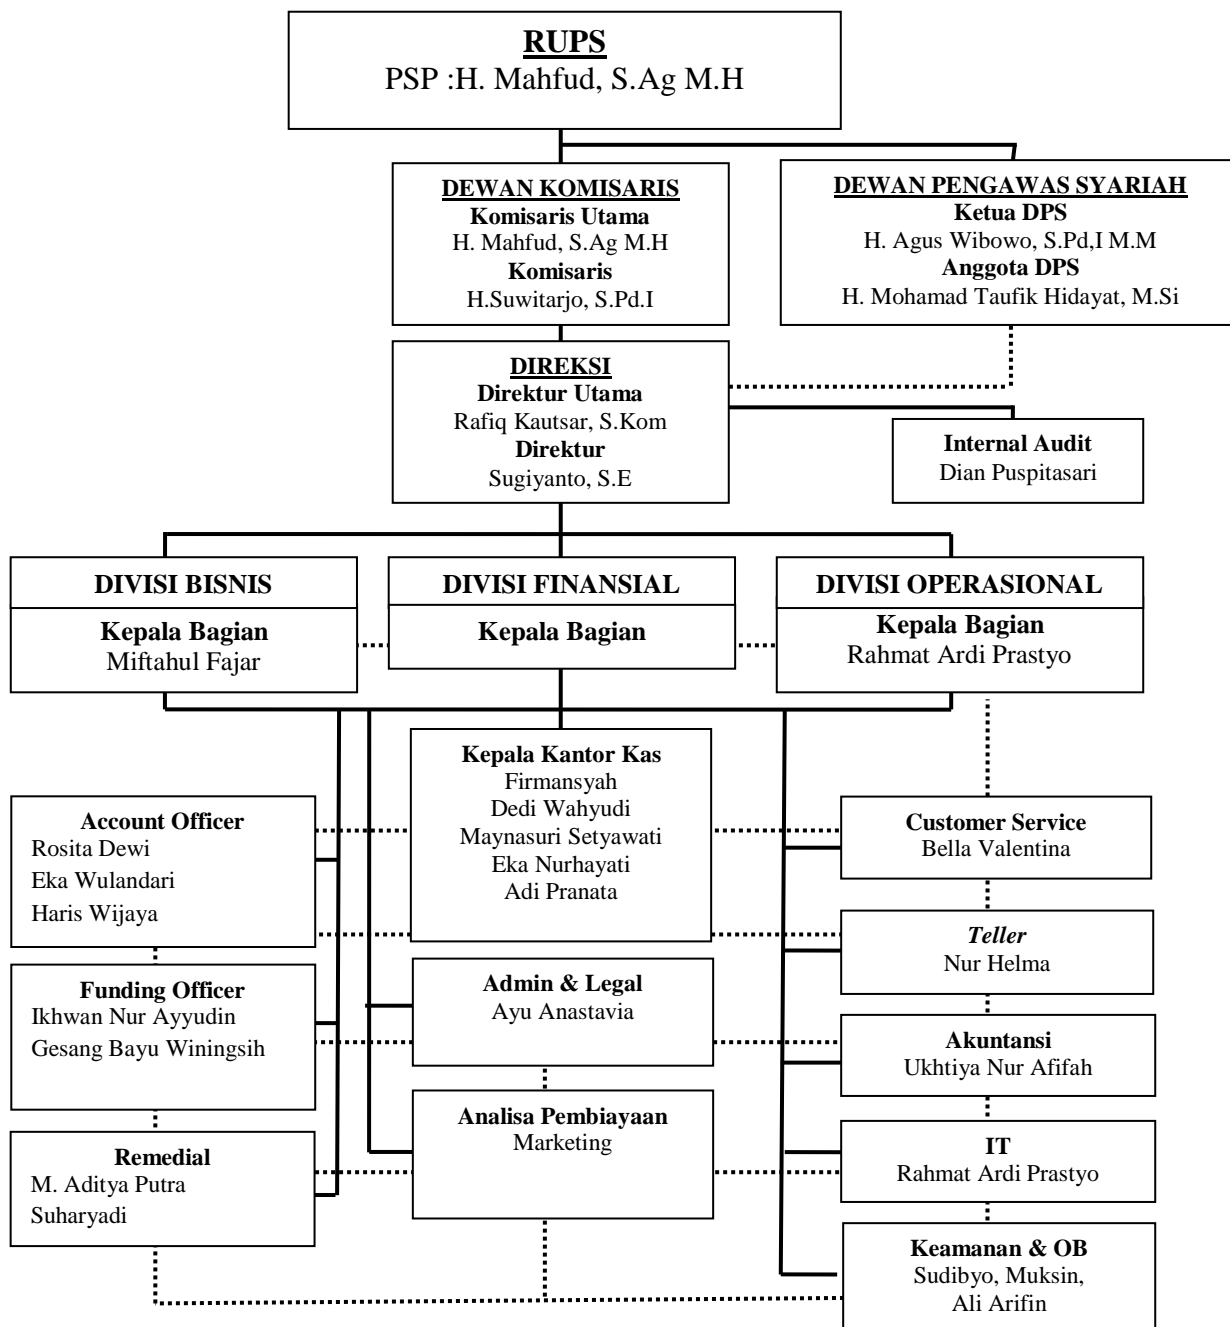 RUPS
PSP :H. Mahfud, S.Ag M.H
DEWAN KOMISARIS
Komisaris Utama
H. Mahfud, S.Ag M.H
Komisaris
H.Suwitarjo, S.Pd.I
DEWAN PENGAWAS SYARIAH
Ketua DPS
H. Agus Wibowo, S.Pd,I M.M
Anggota DPS
H. Mohamad Taufik Hidayat, M.Si
DIREKSI
Direktur Utama
Rafiq Kautsar, S.Kom
Direktur
Sugiyanto, S.E
Internal Audit
Dian Puspitasari
DIVISI BISNIS
Kepala Bagian
Miftahul Fajar
DIVISI FINANSIAL
Kepala Bagian
DIVISI OPERASIONAL
Kepala Bagian
Rahmat Ardi Prastyo
Kepala Kantor Kas
Firmansyah
Dedi Wahyudi
Maynasuri Setyawati
Eka Nurhayati
Adi Pranata
Account Officer
Rosita Dewi
Eka Wulandari
Haris Wijaya
Customer Service
Bella Valentina
Teller
Nur Helma
Funding Officer
Ikhwan Nur Ayyudin
Gesang Bayu Winingsih
Admin & Legal
Ayu Anastavia
Akuntansi
Ukhtiya Nur Afifah
Remedial
M. Aditya Putra
Suharyadi
Analisa Pembiayaan
Marketing
IT
Rahmat Ardi Prastyo
Keamanan & OB
Sudibyo, Muksin,
Ali Arifin